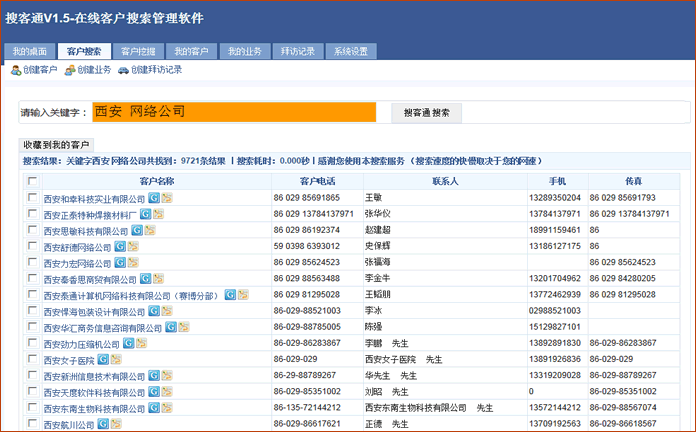 搜客通V1.5-在线客户搜索管理软件
我的桌面 客户搜索 客户挖掘 我的客户 我的业务 拜访记录 系统设置
创建客户 创建业务 创建拜访记录
请输入关键字： 西安 网络公司 搜客通 搜索
收藏到我的客户
搜索结果：关键字西安 网络公司共找到：9721条结果 | 搜索耗时：0.000秒 | 感谢您使用本搜索服务 （搜索速度的快慢取决于您的网速）
客户名称 客户电话 联系人 手机 传真
西安和泰科技实业有限公司 86 029 85691865 王敏 13289350204 86 029 85691793
西安正泰特种焊接材料厂 86 029 13784137971 张华仪 13784137971 86 029 13784137971
西安思敏科技有限公司 86 029 86192374 赵建超 18991159461 86
西安舒德网络公司 59 0398 6393012 史保辉 13186127175 86
西安力宏网络公司 86 029 85624523 张福海 86 029 85624523
西安秦香思商贸有限公司 86 029 88563488 李金牛 13201704962 86 029 84280205
西安泰通计算机网络科技有限公司（赛博分部） 86 029 81295028 王韬朋 13772462939 86 029 81295028
西安悍海包装设计有限公司 86-029-88521003 李冰 02988521003
西安华汇商务信息咨询有限公司 86-029-88785005 陈强 15129827101
西安劲力压缩机公司 86-029-86283867 李鹏 先生 13892891830 86-029-86283867
西安女子医院 86-029-029 西安女子医院 先生 13891926836 86-029-029
西安新洲信息技术有限公司 86-29-88789267 华先生 先生 13319209028 86-029-88789267
西安天煜软件科技有限公司 86-029-85351002 刘昭 先生 0 86-029-85351002
西安东南生物科技有限公司 86-135-72144212 西安东南生物科技有限公司 先生 13572144212 86-029-88567074
西安航川公司 86-029-86617621 正德 先生 13709192563 86-029-86618567